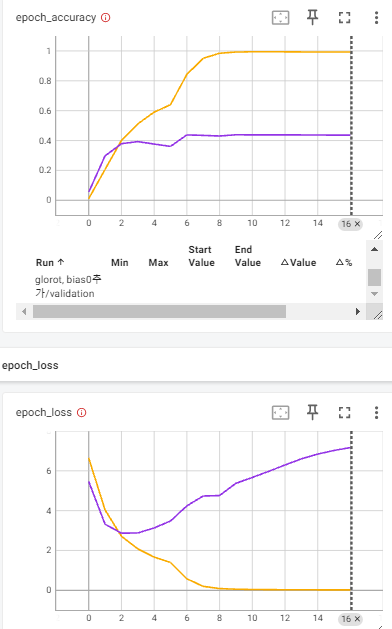 epoch_accuracy
1
0.8
0.6
0.4
0.2
0
0 2 4 6 8 10 12 14 16 ×
Run ↑ Min Max Start Value End Value △Value △%
glorot, bias0추
가/validation
epoch_loss
epoch_loss
6
4
2
0
0 2 4 6 8 10 12 14 16 ×